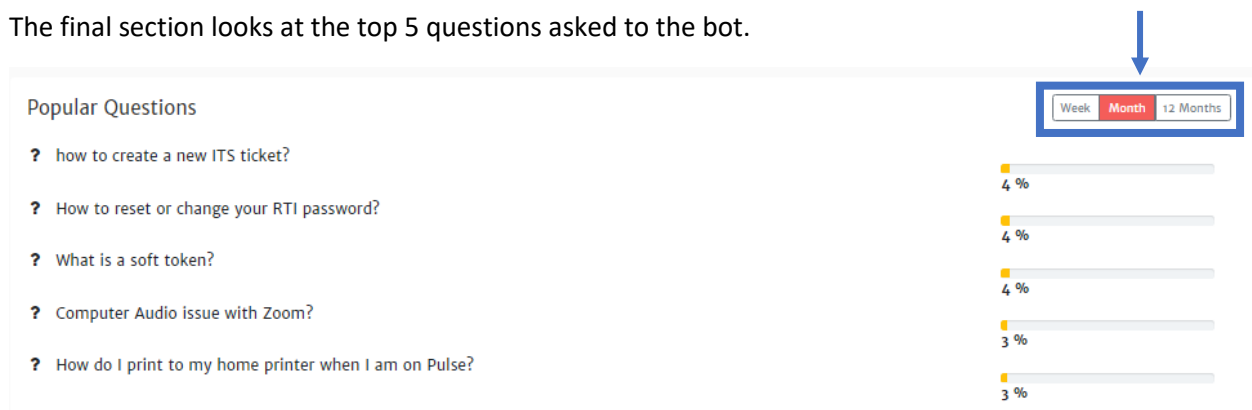 The final section looks at the top 5 questions asked to the bot.
Popular Questions
Week Month 12 Months
? how to create a new ITS ticket?
4 %
? How to reset or change your RTI password?
4 %
? What is a soft token?
4 %
? Computer Audio issue with Zoom?
3 %
? How do I print to my home printer when I am on Pulse?
3 %